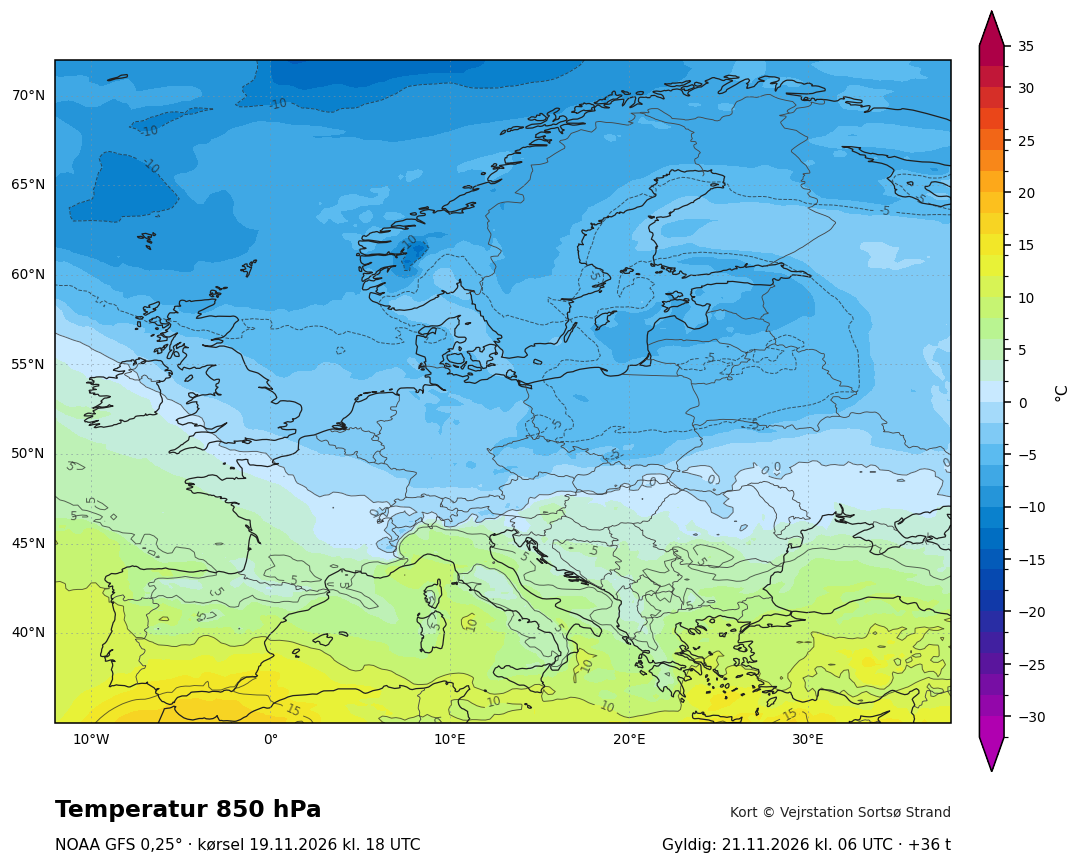 35
30
25
20
15
10
5
0
−5
−10
−15
−20
−25
−30
°C
70°N
65°N
60°N
55°N
50°N
45°N
40°N
10°W
0°
10°E
20°E
30°E
Temperatur 850 hPa
Kort © Vejrstation Sortsø Strand
NOAA GFS 0,25° · kørsel 19.11.2026 kl. 18 UTC
Gyldig: 21.11.2026 kl. 06 UTC · +36 t